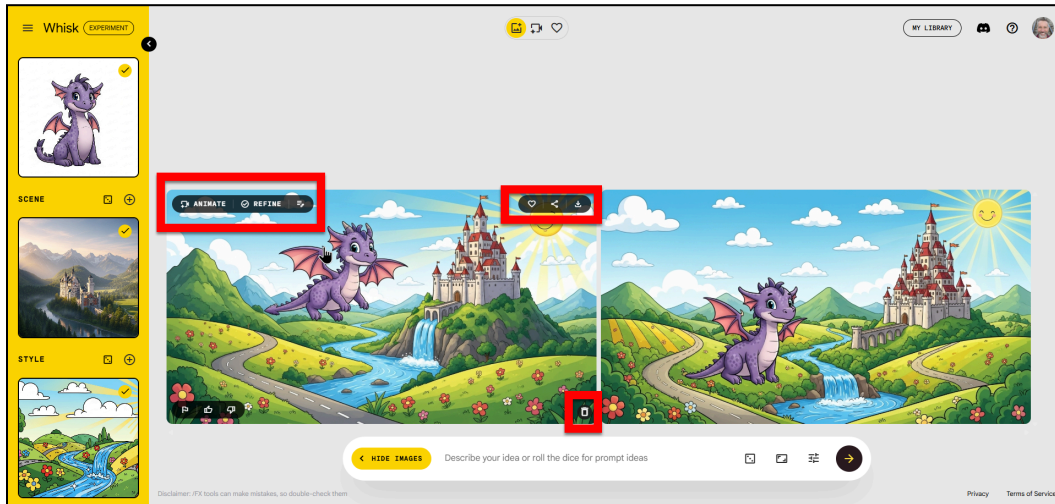 Whisk EXPERIMENT
MY LIBRARY
SCENE
STYLE
ANIMATE REFINE
HIDE IMAGES Describe your idea or roll the dice for prompt ideas
Disclaimer: /FX tools can make mistakes, so double-check them
Privacy Terms of Service